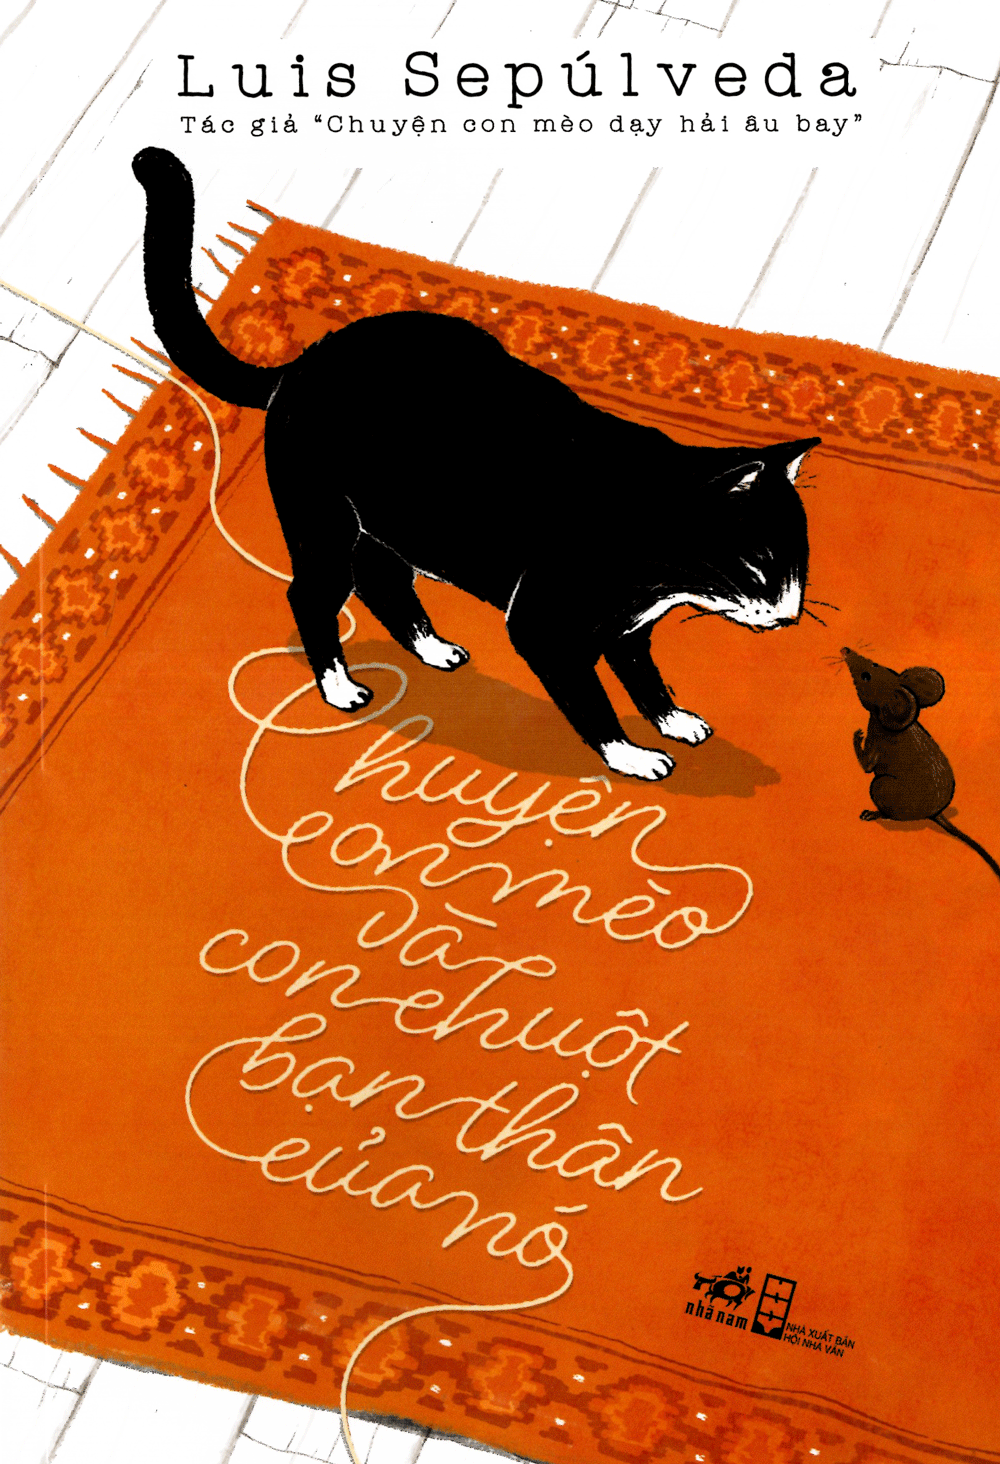 Luis Sepúlveda
Tác giả “Chuyện con mèo dạy hải âu bay”
Chuyện
con mèo
và
con chuột
bạn thân
của nó
nhã nam
NHÀ XUẤT BẢN
HỘI NHÀ VĂN